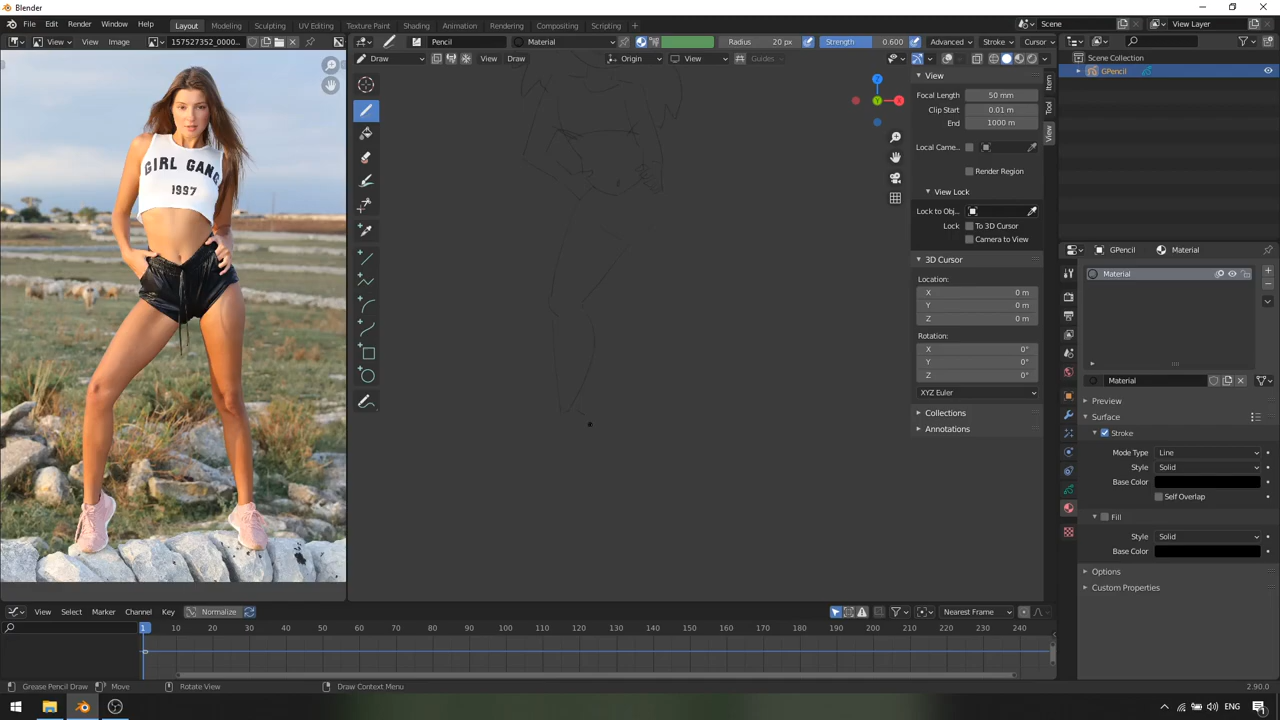 Blender
File Edit Render Window Help Layout Modeling Sculpting UV Editing Texture Paint Shading Animation Rendering Compositing Scripting + Scene View Layer
View View Image 157527352_0000... Pencil Material Radius 20 px Strength 0.600 Advanced Stroke Cursor
Draw View Draw Origin View Guides
Scene Collection
GPencil
View
Focal Length 50 mm
Clip Start 0.01 m
End 1000 m
Local Came...
Render Region
View Lock
Lock to Obj...
Lock To 3D Cursor
Camera to View
3D Cursor
Location:
X 0 m
Y 0 m
Z 0 m
Rotation:
X 0°
Y 0°
Z 0°
XYZ Euler
Collections
Annotations
Item
Tool
View
GIRL GANG
1997
GPencil Material
Material
Material
Preview
Surface
Stroke
Mode Type Line
Style Solid
Base Color
Self Overlap
Fill
Style Solid
Base Color
Options
Custom Properties
View Select Marker Channel Key Normalize Nearest Frame
1 10 20 30 40 50 60 70 80 90 100 110 120 130 140 150 160 170 180 190 200 210 220 230 240
Grease Pencil Draw Move Rotate View Draw Context Menu 2.90.0
ENG